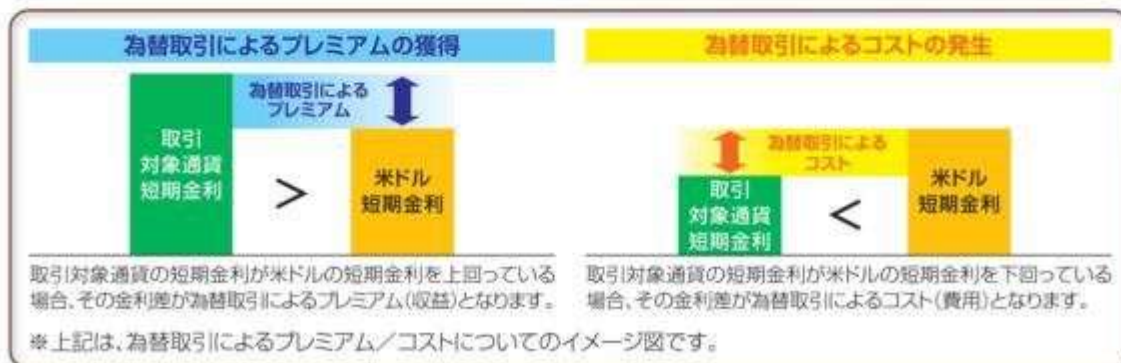 為替取引によるプレミアムの獲得
為替取引による
プレミアム
取引
対象通貨
短期金利
>
米ドル
短期金利
取引対象通貨の短期金利が米ドルの短期金利を上回っている
場合、その金利差が為替取引によるプレミアム(収益)となります。
為替取引によるコストの発生
為替取引による
コスト
取引
対象通貨
短期金利
<
米ドル
短期金利
取引対象通貨の短期金利が米ドルの短期金利を下回っている
場合、その金利差が為替取引によるコスト(費用)となります。
※上記は、為替取引によるプレミアム/コストについてのイメージ図です。